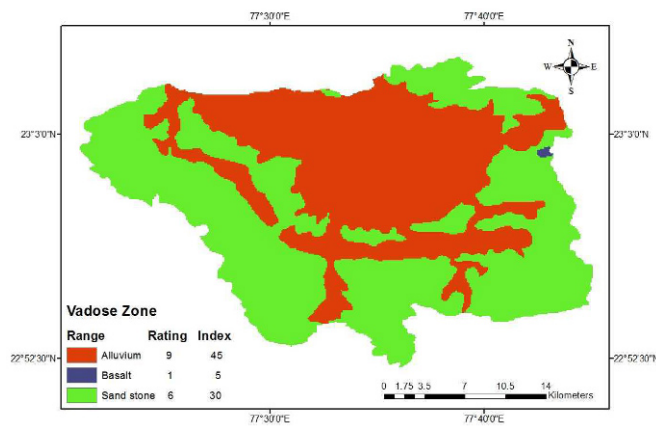 77°30'0"E 77°40'0"E
N
W E
S
23°3'0"N 23°3'0"N
Vadose Zone
Range Rating Index
Alluvium 9 45
Basalt 1 5
Sand stone 6 30
22°52'30"N 22°52'30"N
0 1.75 3.5 7 10.5 14
Kilometers
77°30'0"E 77°40'0"E